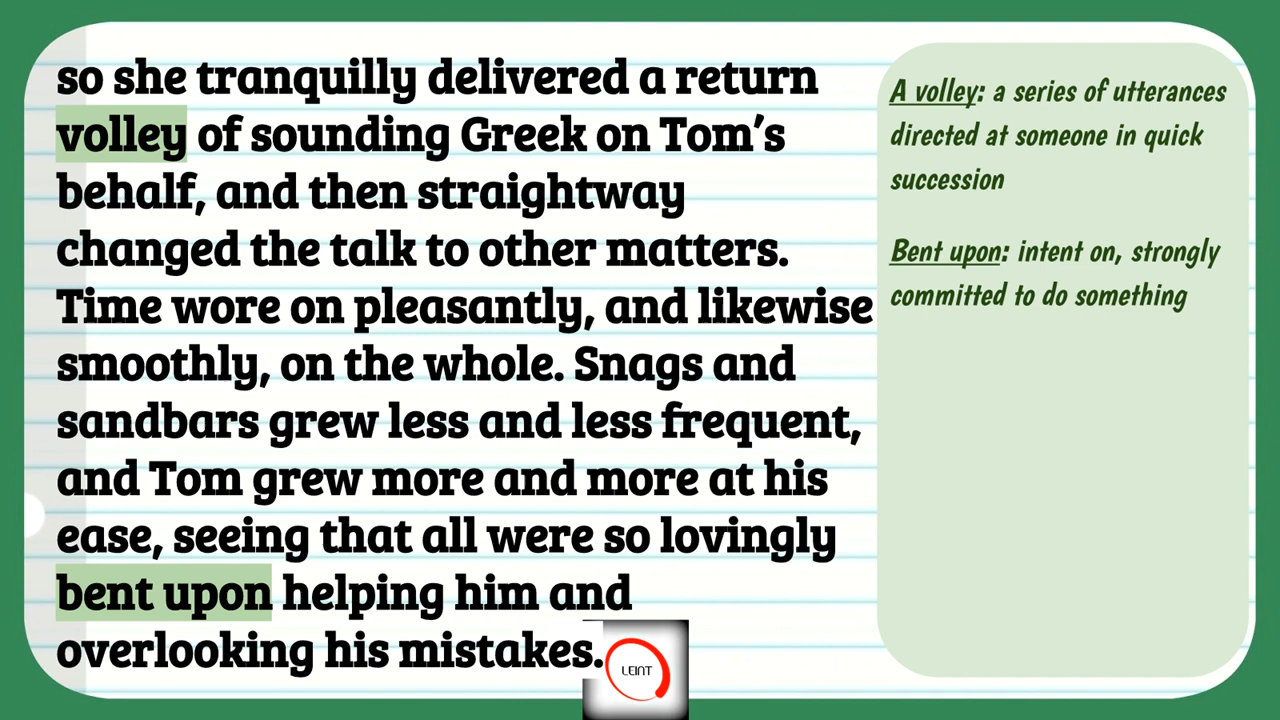 so she tranquilly delivered a return
volley of sounding Greek on Tom's
behalf, and then straightway
changed the talk to other matters.
Time wore on pleasantly, and likewise
smoothly, on the whole. Snags and
sandbars grew less and less frequent,
and Tom grew more and more at his
ease, seeing that all were so lovingly
bent upon helping him and
overlooking his mistakes.
LEINT
A volley: a series of utterances
directed at someone in quick
succession
Bent upon: intent on, strongly
committed to do something